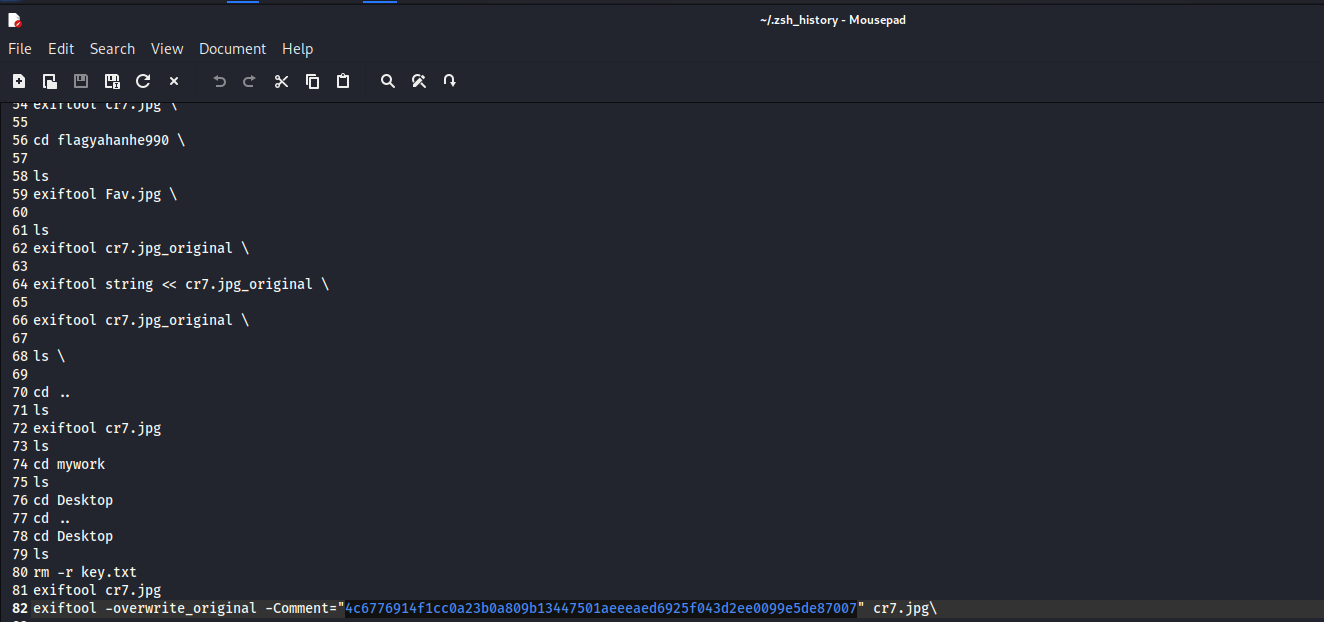 ~/.zsh_history - Mousepad
File Edit Search View Document Help
54 exiftool cr7.jpg \
55
56 cd flagyahanhe990 \
57
58 ls
59 exiftool Fav.jpg \
60
61 ls
62 exiftool cr7.jpg_original \
63
64 exiftool string << cr7.jpg_original \
65
66 exiftool cr7.jpg_original \
67
68 ls \
69
70 cd ..
71 ls
72 exiftool cr7.jpg
73 ls
74 cd mywork
75 ls
76 cd Desktop
77 cd ..
78 cd Desktop
79 ls
80 rm -r key.txt
81 exiftool cr7.jpg
82 exiftool -overwrite_original -Comment="4c6776914f1cc0a23b0a809b13447501aeeeaed6925f043d2ee0099e5de87007" cr7.jpg\